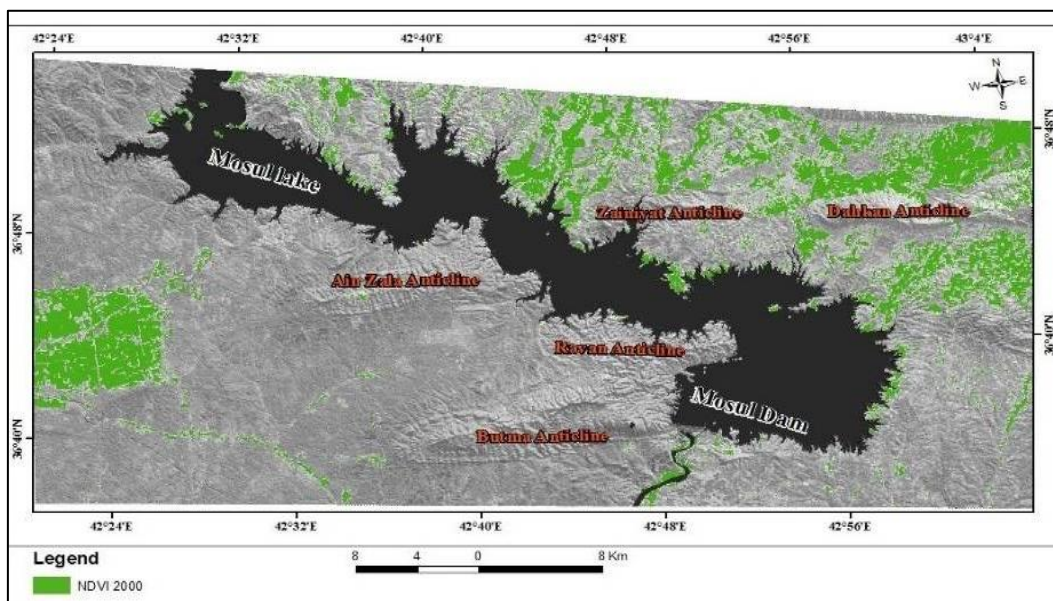 42°24'E 42°32'E 42°40'E 42°48'E 42°56'E 43°4'E
N
W E
S
36°48'N
Mosul lake
Zainiyat Anticline Dahkan Anticline
36°48'N
Ain Zala Anticline
36°40'N
Ravan Anticline
Mosul Dam
Butma Anticline
36°40'N
42°24'E 42°32'E 42°40'E 42°48'E 42°56'E
Legend
8 4 0 8 Km
NDVI 2000